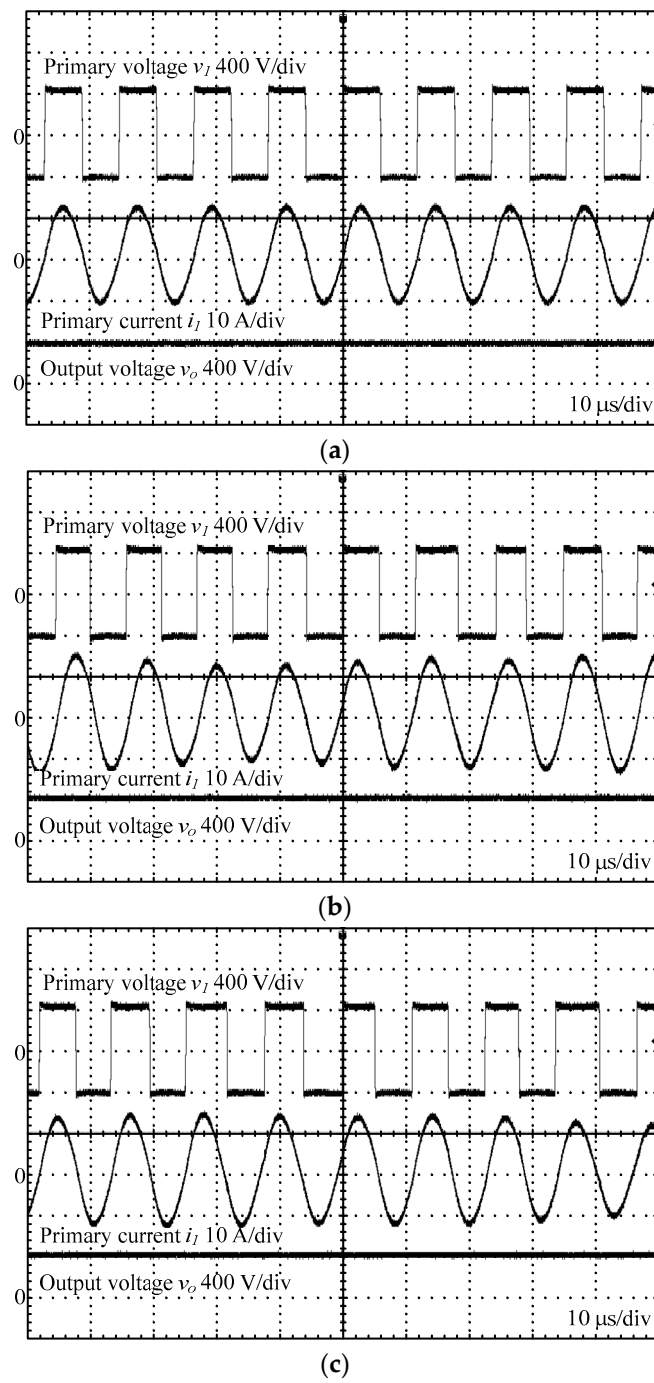 Primary voltage v1 400 V/div
0
0
Primary current i1 10 A/div
Output voltage vo 400 V/div
0
10 μs/div
(a)
Primary voltage v1 400 V/div
0
0
Primary current i1 10 A/div
Output voltage vo 400 V/div
0
10 μs/div
(b)
Primary voltage v1 400 V/div
0
0
Primary current i1 10 A/div
Output voltage vo 400 V/div
0
10 μs/div
(c)